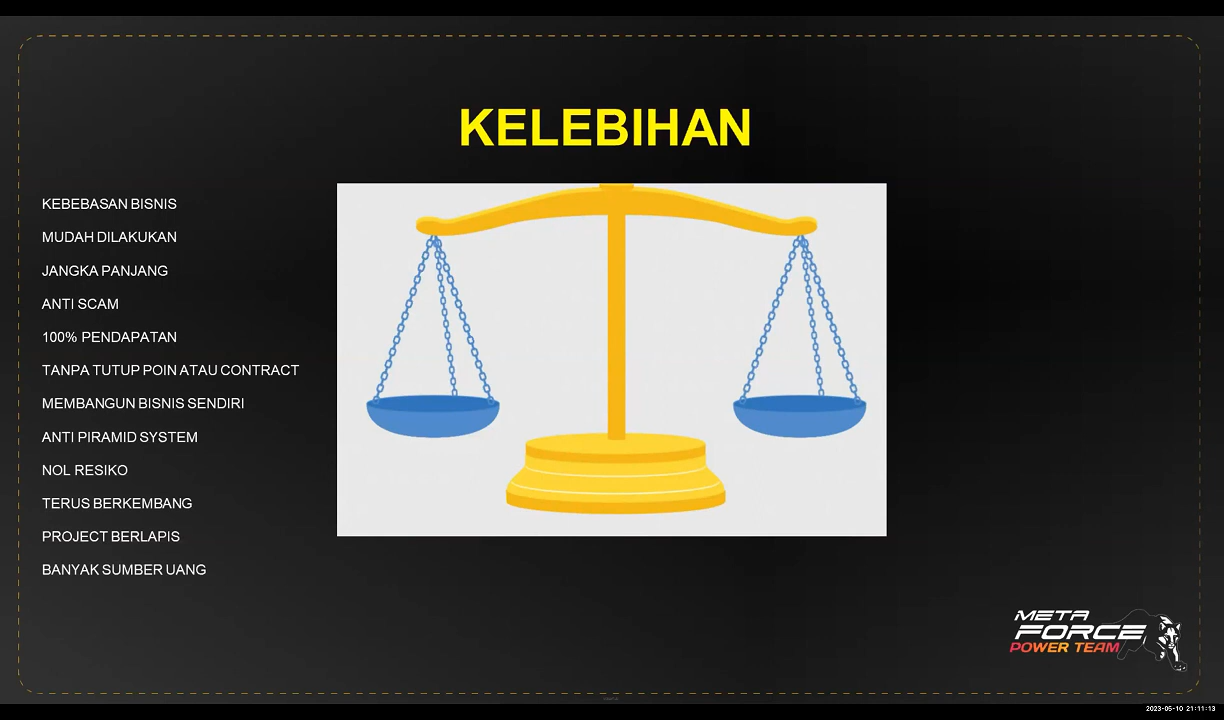 KELEBIHAN
KEBEBASAN BISNIS
MUDAH DILAKUKAN
JANGKA PANJANG
ANTI SCAM
100% PENDAPATAN
TANPA TUTUP POIN ATAU CONTRACT
MEMBANGUN BISNIS SENDIRI
ANTI PIRAMID SYSTEM
NOL RESIKO
TERUS BERKEMBANG
PROJECT BERLAPIS
BANYAK SUMBER UANG
META
FORCE
POWER TEAM
2023-05-10 21:11:13